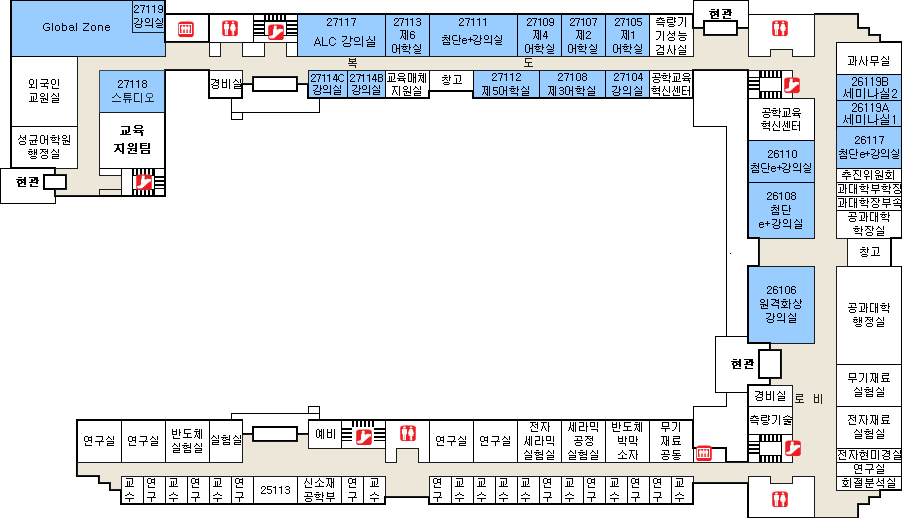 Global Zone
27119
강의실
27117
ALC 강의실
27113
제6
어학실
27111
첨단e+강의실
27109
제4
어학실
27107
제2
어학실
27105
제1
어학실
측량기
기성능
검사실
현관
복 도
외국인
교원실
27118
스튜디오
경비실
27114C
강의실
27114B
강의실
교육매체
지원실
창고
27112
제5어학실
27108
제3어학실
27104
강의실
공학교육
혁신센터
성균어학원
행정실
교육
지원팀
현관
과사무실
26119B
세미나실2
26119A
세미나실1
공학교육
혁신센터
26117
첨단e+강의실
26110
첨단e+강의실
추진위원회
과대학부학장
과대학장부속
26108
첨단
e+강의실
공과대학
학장실
창고
26106
원격화상
강의실
공과대학
행정실
현관
무기재료
실험실
경비실
로 비
측량기술
전자재료
실험실
전자현미경실
연구실
회절분석실
연구실
연구실
반도체
실험실
실험실
예비
연구실
연구실
전자
세라믹
실험실
세라믹
공정
실험실
반도체
박막
소자
무기
재료
공동
교수
연구
교수
교수
연구
25113
신소재
공학부
연구
교수
연구
교수
교수
연구
교수
연구
교수
연구
교수
연구
연구
연구
교수